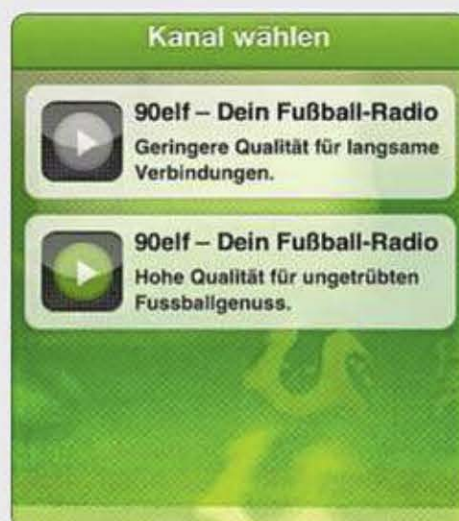 Kanal wählen
90elf – Dein Fußball-Radio
Geringere Qualität für langsame
Verbindungen.
90elf – Dein Fußball-Radio
Hohe Qualität für ungetrübten
Fussballgenuss.